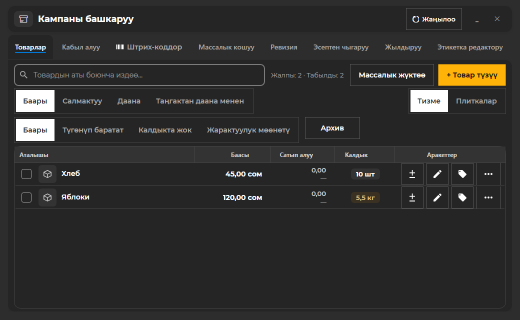 Кампаны башкаруу
Жаңылоо
Товарлар Кабыл алуу Штрих-коддор Массалык кошуу Ревизия Эсептен чыгаруу Жылдыруу Этикетка редактору
Товардын аты боюнча издөө...
Жалпы: 2 · Табылды: 2
Массалык жүктөө
+ Товар түзүү
Баары Салмактуу Даана Таңгактан даана менен
Тизме Плиткалар
Баары Түгөнүп баратат Калдыкта жок Жарактуулук мөөнөтү
Архив
Аталышы Баасы Сатып алуу Калдык Аракеттер
Хлеб 45,00 сом 0,00 — 10 шт
Яблоки 120,00 сом 0,00 — 5,5 кг